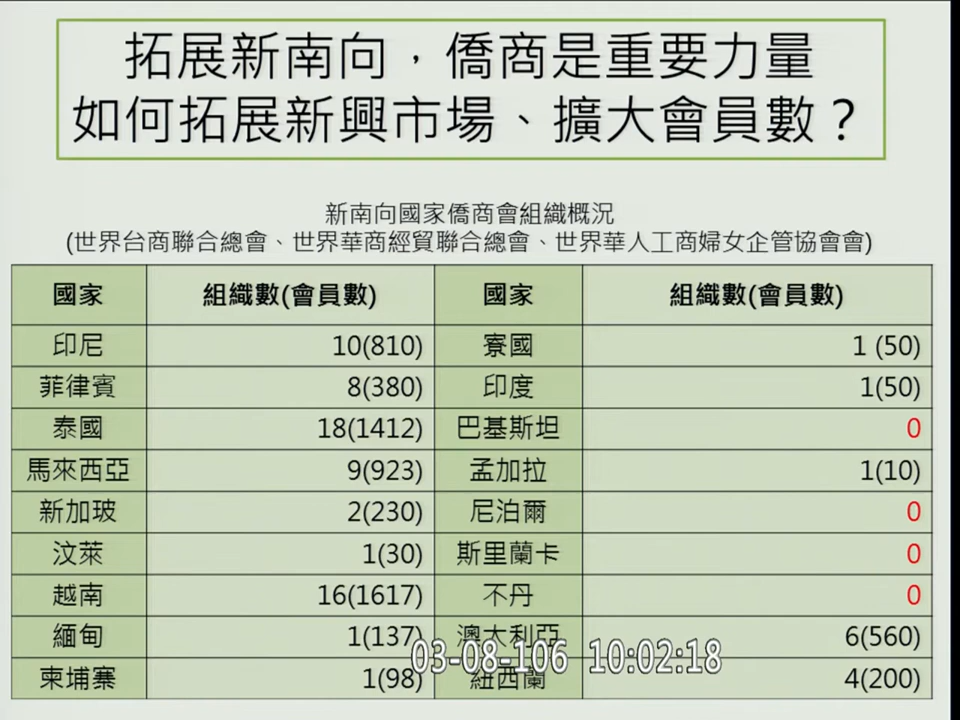 拓展新南向，僑商是重要力量
如何拓展新興市場、擴大會員數？
新南向國家僑商會組織概況
(世界台商聯合總會、世界華商經貿聯合總會、世界華人工商婦女企管協會會)
國家 組織數(會員數) 國家 組織數(會員數)
印尼 10(810) 寮國 1 (50)
菲律賓 8(380) 印度 1(50)
泰國 18(1412) 巴基斯坦 0
馬來西亞 9(923) 孟加拉 1(10)
新加玻 2(230) 尼泊爾 0
汶萊 1(30) 斯里蘭卡 0
越南 16(1617) 不丹 0
緬甸 1(137) 澳大利亞 6(560)
03-08-106 10:02:18
柬埔寨 1(98) 紐西蘭 4(200)